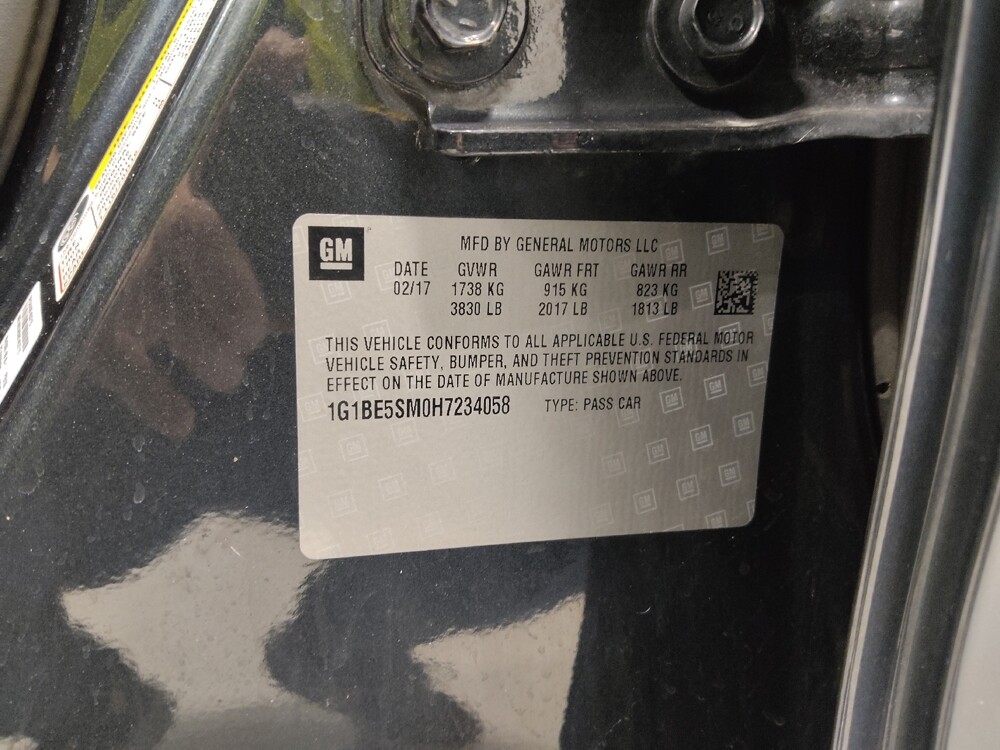 GM
MFD BY GENERAL MOTORS LLC
DATE GVWR GAWR FRT GAWR RR
02/17 1738 KG 915 KG 823 KG
3830 LB 2017 LB 1813 LB
THIS VEHICLE CONFORMS TO ALL APPLICABLE U.S. FEDERAL MOTOR
VEHICLE SAFETY, BUMPER, AND THEFT PREVENTION STANDARDS IN
EFFECT ON THE DATE OF MANUFACTURE SHOWN ABOVE.
1G1BE5SM0H7234058 TYPE: PASS CAR